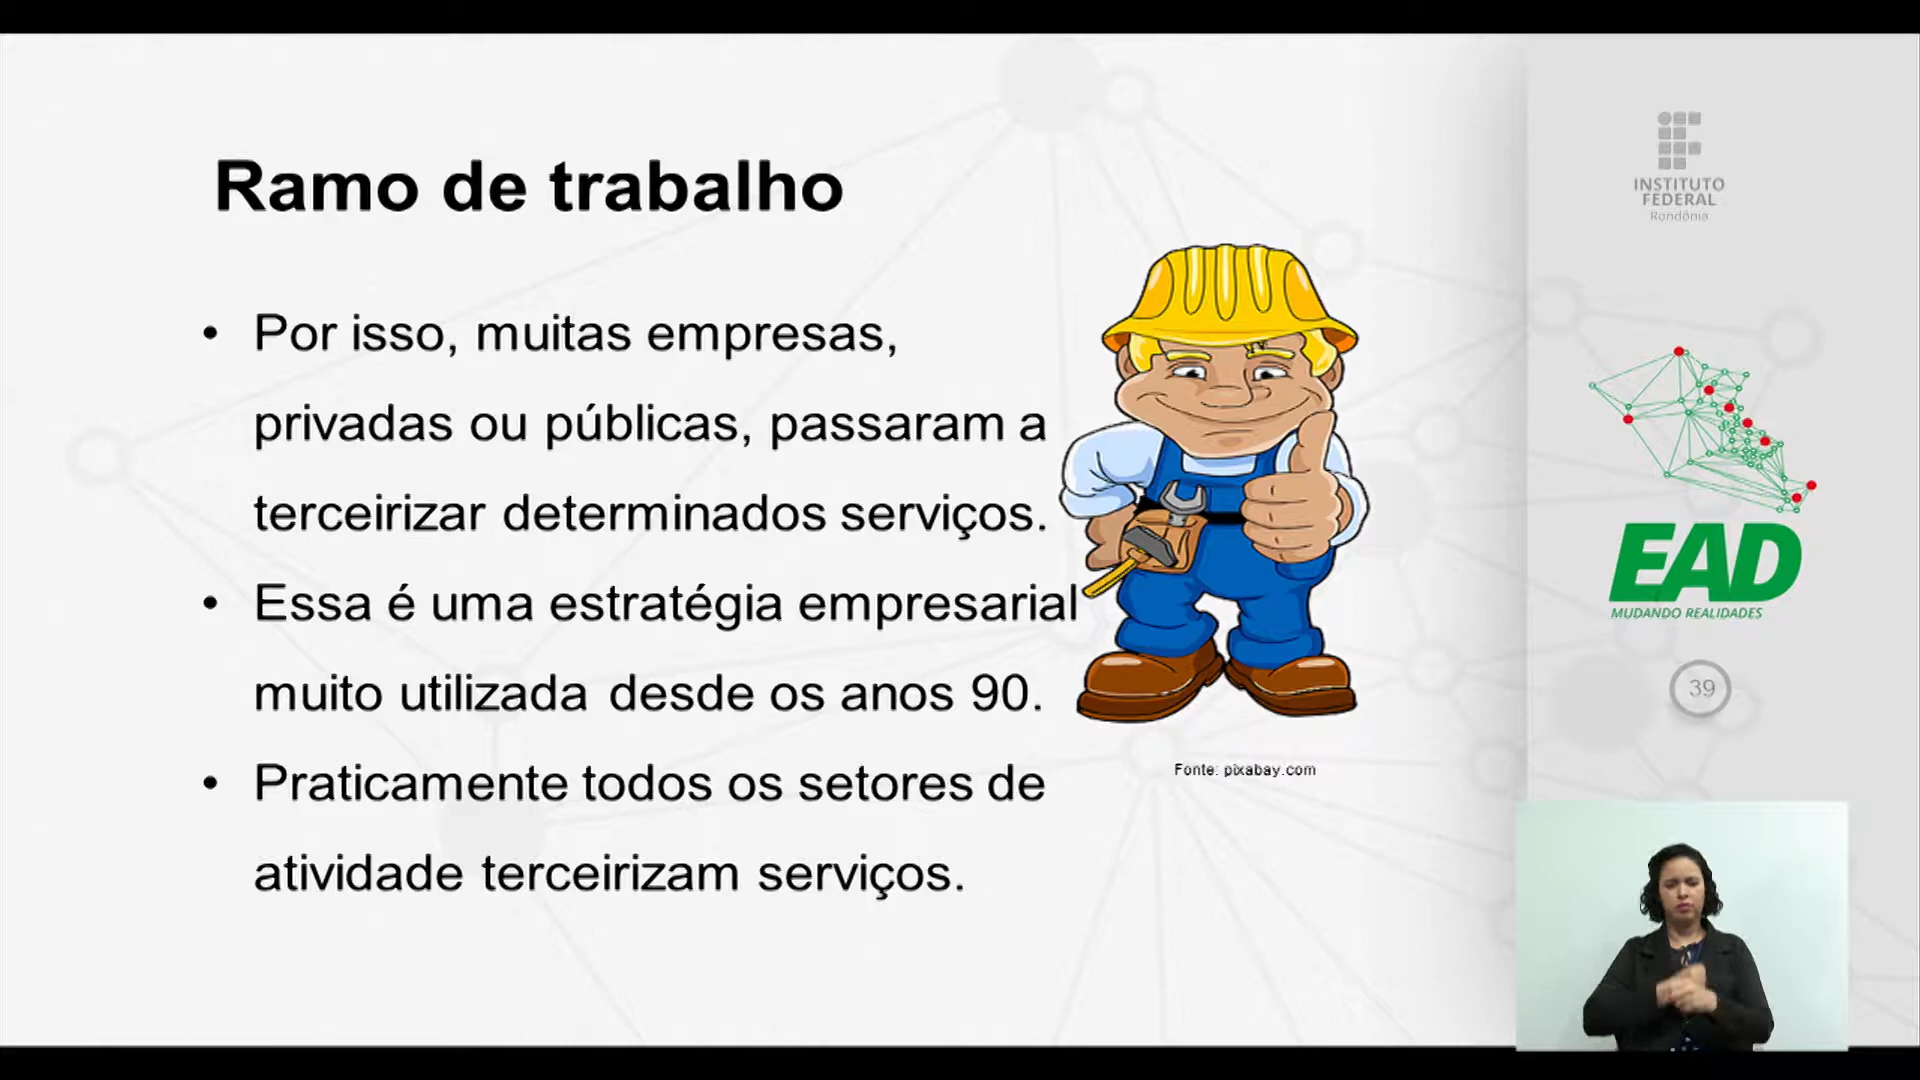 Ramo de trabalho
• Por isso, muitas empresas,
privadas ou públicas, passaram a
terceirizar determinados serviços.
• Essa é uma estratégia empresarial
muito utilizada desde os anos 90.
• Praticamente todos os setores de
atividade terceirizam serviços.
Fonte: pixabay.com
INSTITUTO
FEDERAL
Rondônia
EAD
MUDANDO REALIDADES
39